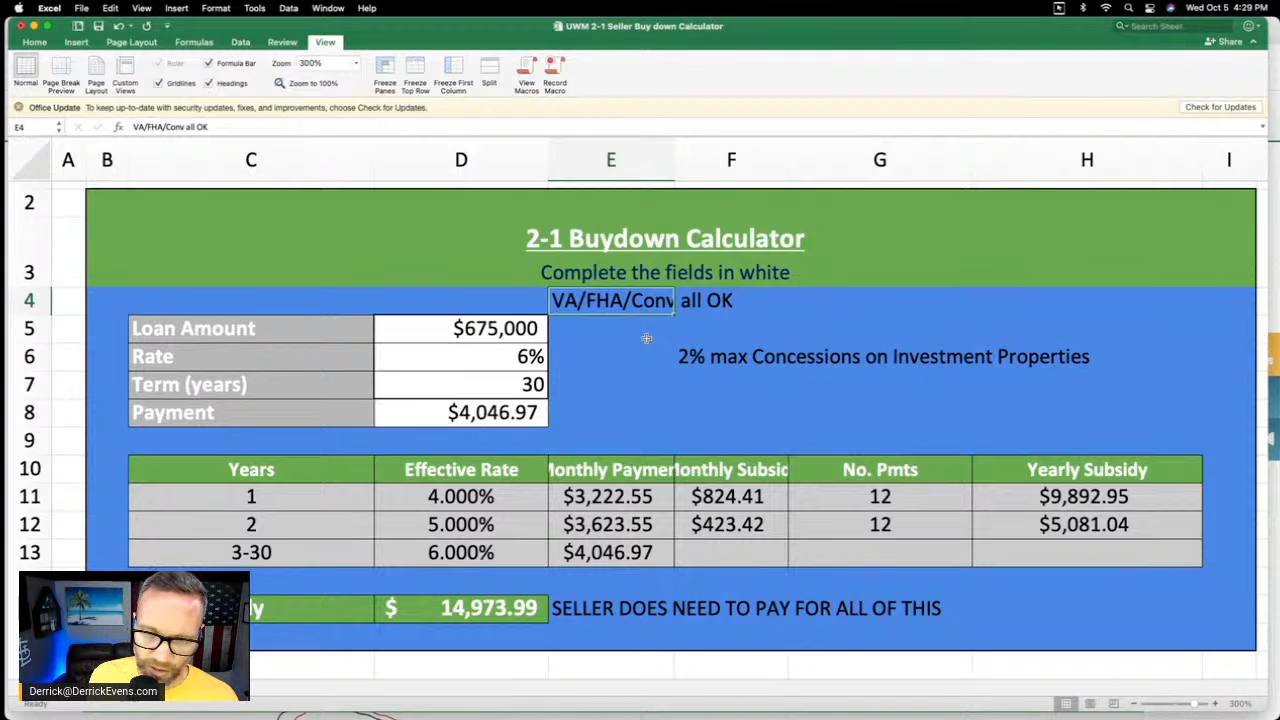 Excel File Edit View Insert Format Tools Data Window Help Wed Oct 5 4:29 PM
UWM 2-1 Seller Buy down Calculator Search Sheet
Home Insert Page Layout Formulas Data Review View Share
Ruler Formula Bar Zoom 300%
Gridlines Headings Zoom to 100%
Normal Page Break Preview Page Layout Custom Views Freeze Panes Freeze Top Row Freeze First Column Split View Macros Record Macro
Office Update To keep up-to-date with security updates, fixes, and improvements, choose Check for Updates. Check for Updates
E4 fx VA/FHA/Conv all OK
A B C D E F G H I
2
2-1 Buydown Calculator
3 Complete the fields in white
4 VA/FHA/Conv all OK
5 Loan Amount $675,000
6 Rate 6% 2% max Concessions on Investment Properties
7 Term (years) 30
8 Payment $4,046.97
9
10 Years Effective Rate Monthly Paymen Monthly Subsid No. Pmts Yearly Subsidy
11 1 4.000% $3,222.55 $824.41 12 $9,892.95
12 2 5.000% $3,623.55 $423.42 12 $5,081.04
13 3-30 6.000% $4,046.97
y $ 14,973.99 SELLER DOES NEED TO PAY FOR ALL OF THIS
Derrick@DerrickEvens.com
Ready 300%